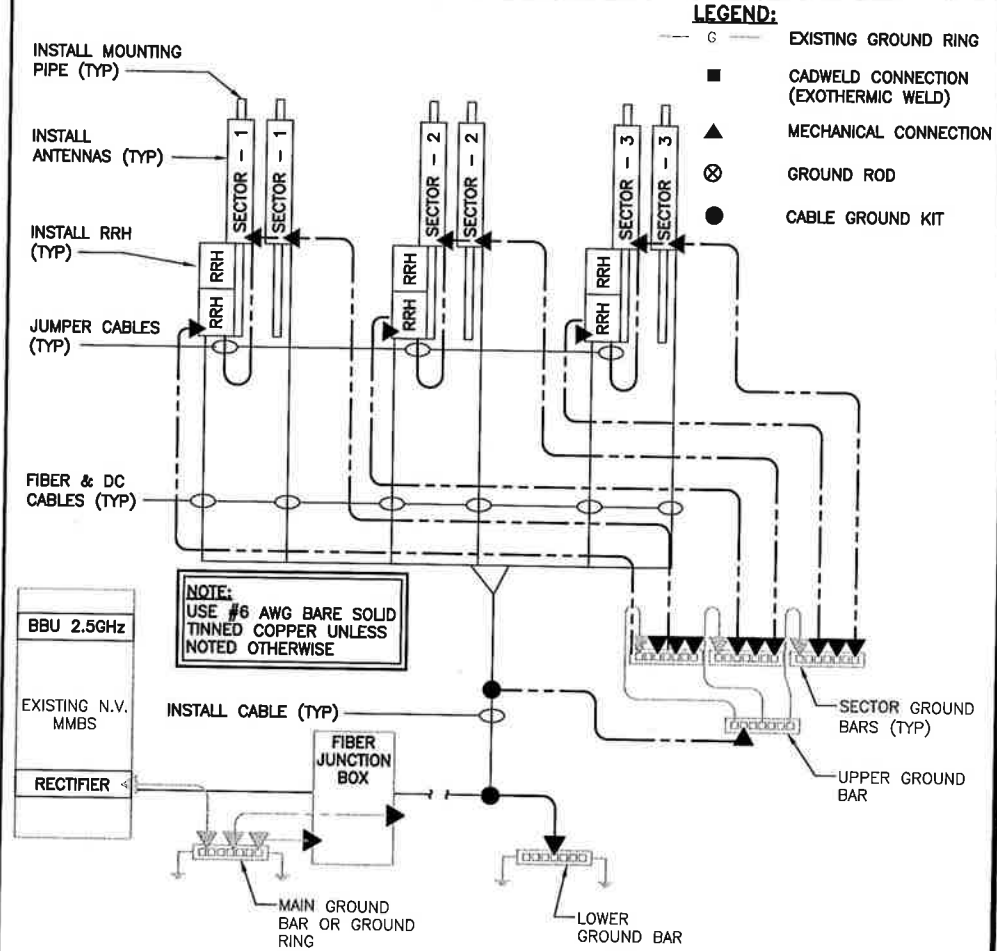 LEGEND:
G EXISTING GROUND RING
CADWELD CONNECTION
(EXOTHERMIC WELD)
MECHANICAL CONNECTION
GROUND ROD
CABLE GROUND KIT
INSTALL MOUNTING
PIPE (TYP)
INSTALL
ANTENNAS (TYP)
INSTALL RRH
(TYP)
JUMPER CABLES
(TYP)
FIBER & DC
CABLES (TYP)
SECTOR - 1
SECTOR - 1
SECTOR - 2
SECTOR - 2
SECTOR - 3
SECTOR - 3
RRH
RRH
RRH
RRH
RRH
RRH
NOTE:
USE #6 AWG BARE SOLID
TINNED COPPER UNLESS
NOTED OTHERWISE
BBU 2.5GHz
EXISTING N.V.
MMBS
RECTIFIER
INSTALL CABLE (TYP)
FIBER
JUNCTION
BOX
SECTOR GROUND
BARS (TYP)
UPPER GROUND
BAR
MAIN GROUND
BAR OR GROUND
RING
LOWER
GROUND BAR